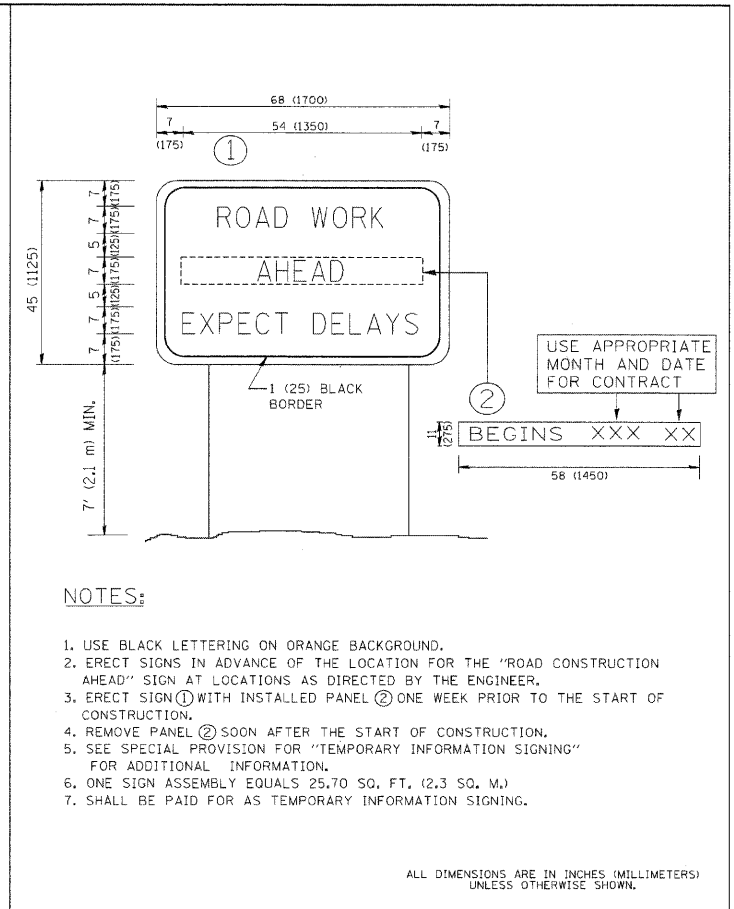 68 (1700)
7 54 (1350) 7
(175) (175)
1
45 (1125)
7 (175)
7 (175)
5 (125)
7 (175)
5 (125)
7 (175)
7 (175)
ROAD WORK
AHEAD
EXPECT DELAYS
1 (25) BLACK
BORDER
7' (2.1 m) MIN.
USE APPROPRIATE
MONTH AND DATE
FOR CONTRACT
2
11 (275)
BEGINS XXX XX
58 (1450)
NOTES:
1. USE BLACK LETTERING ON ORANGE BACKGROUND.
2. ERECT SIGNS IN ADVANCE OF THE LOCATION FOR THE "ROAD CONSTRUCTION
AHEAD" SIGN AT LOCATIONS AS DIRECTED BY THE ENGINEER.
3. ERECT SIGN ① WITH INSTALLED PANEL ② ONE WEEK PRIOR TO THE START OF
CONSTRUCTION.
4. REMOVE PANEL ② SOON AFTER THE START OF CONSTRUCTION.
5. SEE SPECIAL PROVISION FOR "TEMPORARY INFORMATION SIGNING"
FOR ADDITIONAL INFORMATION.
6. ONE SIGN ASSEMBLY EQUALS 25.70 SQ. FT. (2.3 SQ. M.)
7. SHALL BE PAID FOR AS TEMPORARY INFORMATION SIGNING.
ALL DIMENSIONS ARE IN INCHES (MILLIMETERS)
UNLESS OTHERWISE SHOWN.